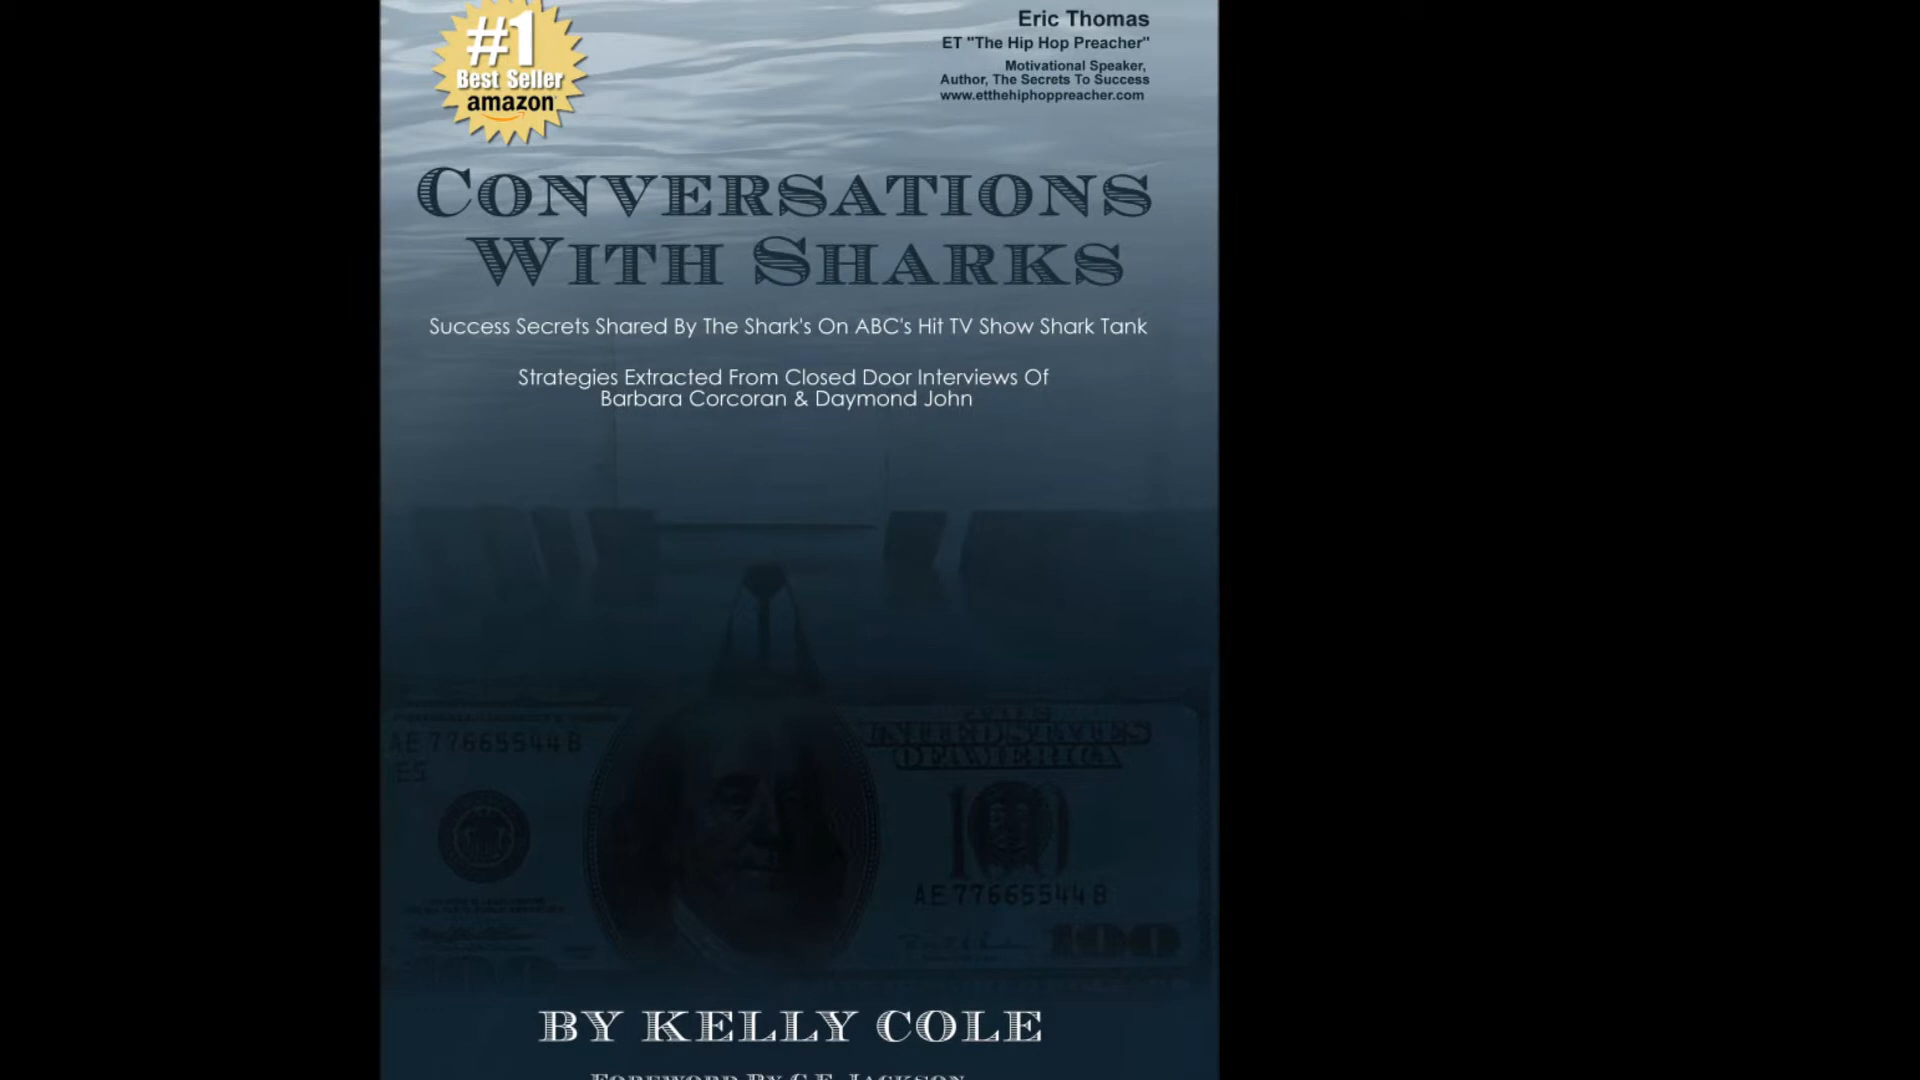 #1
Best Seller
amazon
Eric Thomas
ET "The Hip Hop Preacher"
Motivational Speaker,
Author, The Secrets To Success
www.etthehiphoppreacher.com
CONVERSATIONS
WITH SHARKS
Success Secrets Shared By The Shark's On ABC's Hit TV Show Shark Tank
Strategies Extracted From Closed Door Interviews Of
Barbara Corcoran & Daymond John
AE 77665544 B
UNITED STATES
OF AMERICA
100
AE 77665544 B
100
BY KELLY COLE
FOREWORD BY C.F. JACKSON